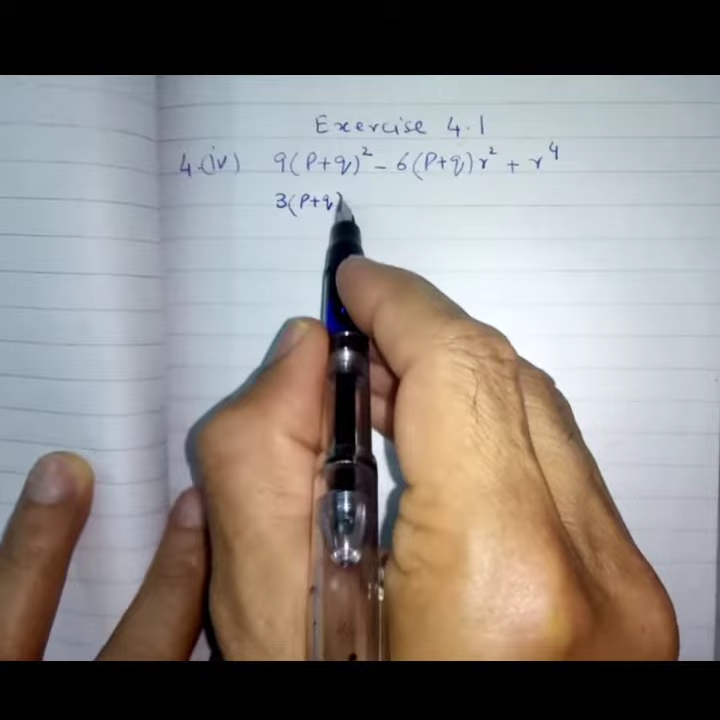 Exercise 4.1
4.(iv) 9(P+q)² - 6(P+q)r² + r⁴
3(P+q)